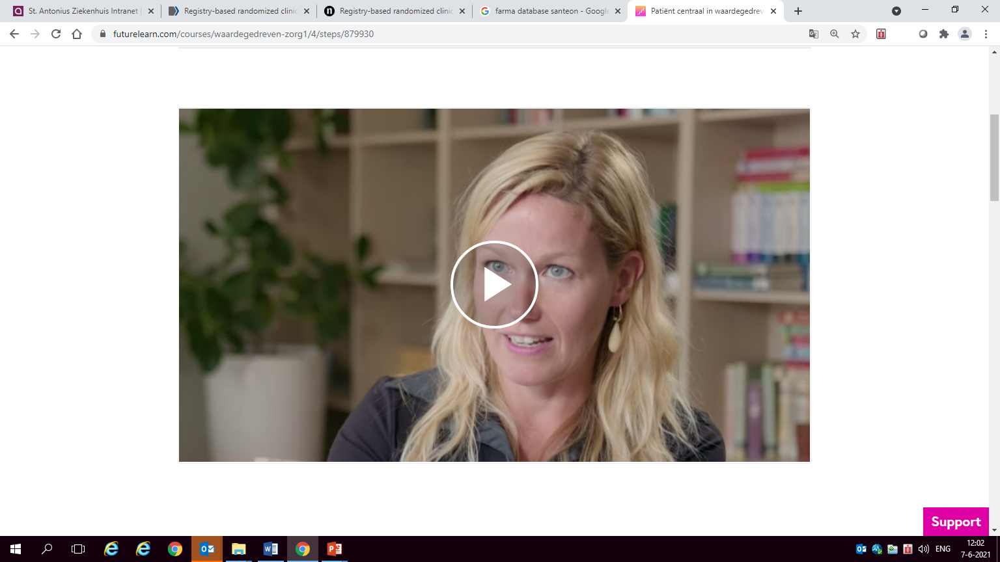 St. Antonius Ziekenhuis Intranet |
Registry-based randomized clinic
Registry-based randomized clinic
farma database santeon - Google
Patiënt centraal in waardegedrev
futurelearn.com/courses/waardegedreven-zorg1/4/steps/879930
Support
ENG
12:02
7-6-2021